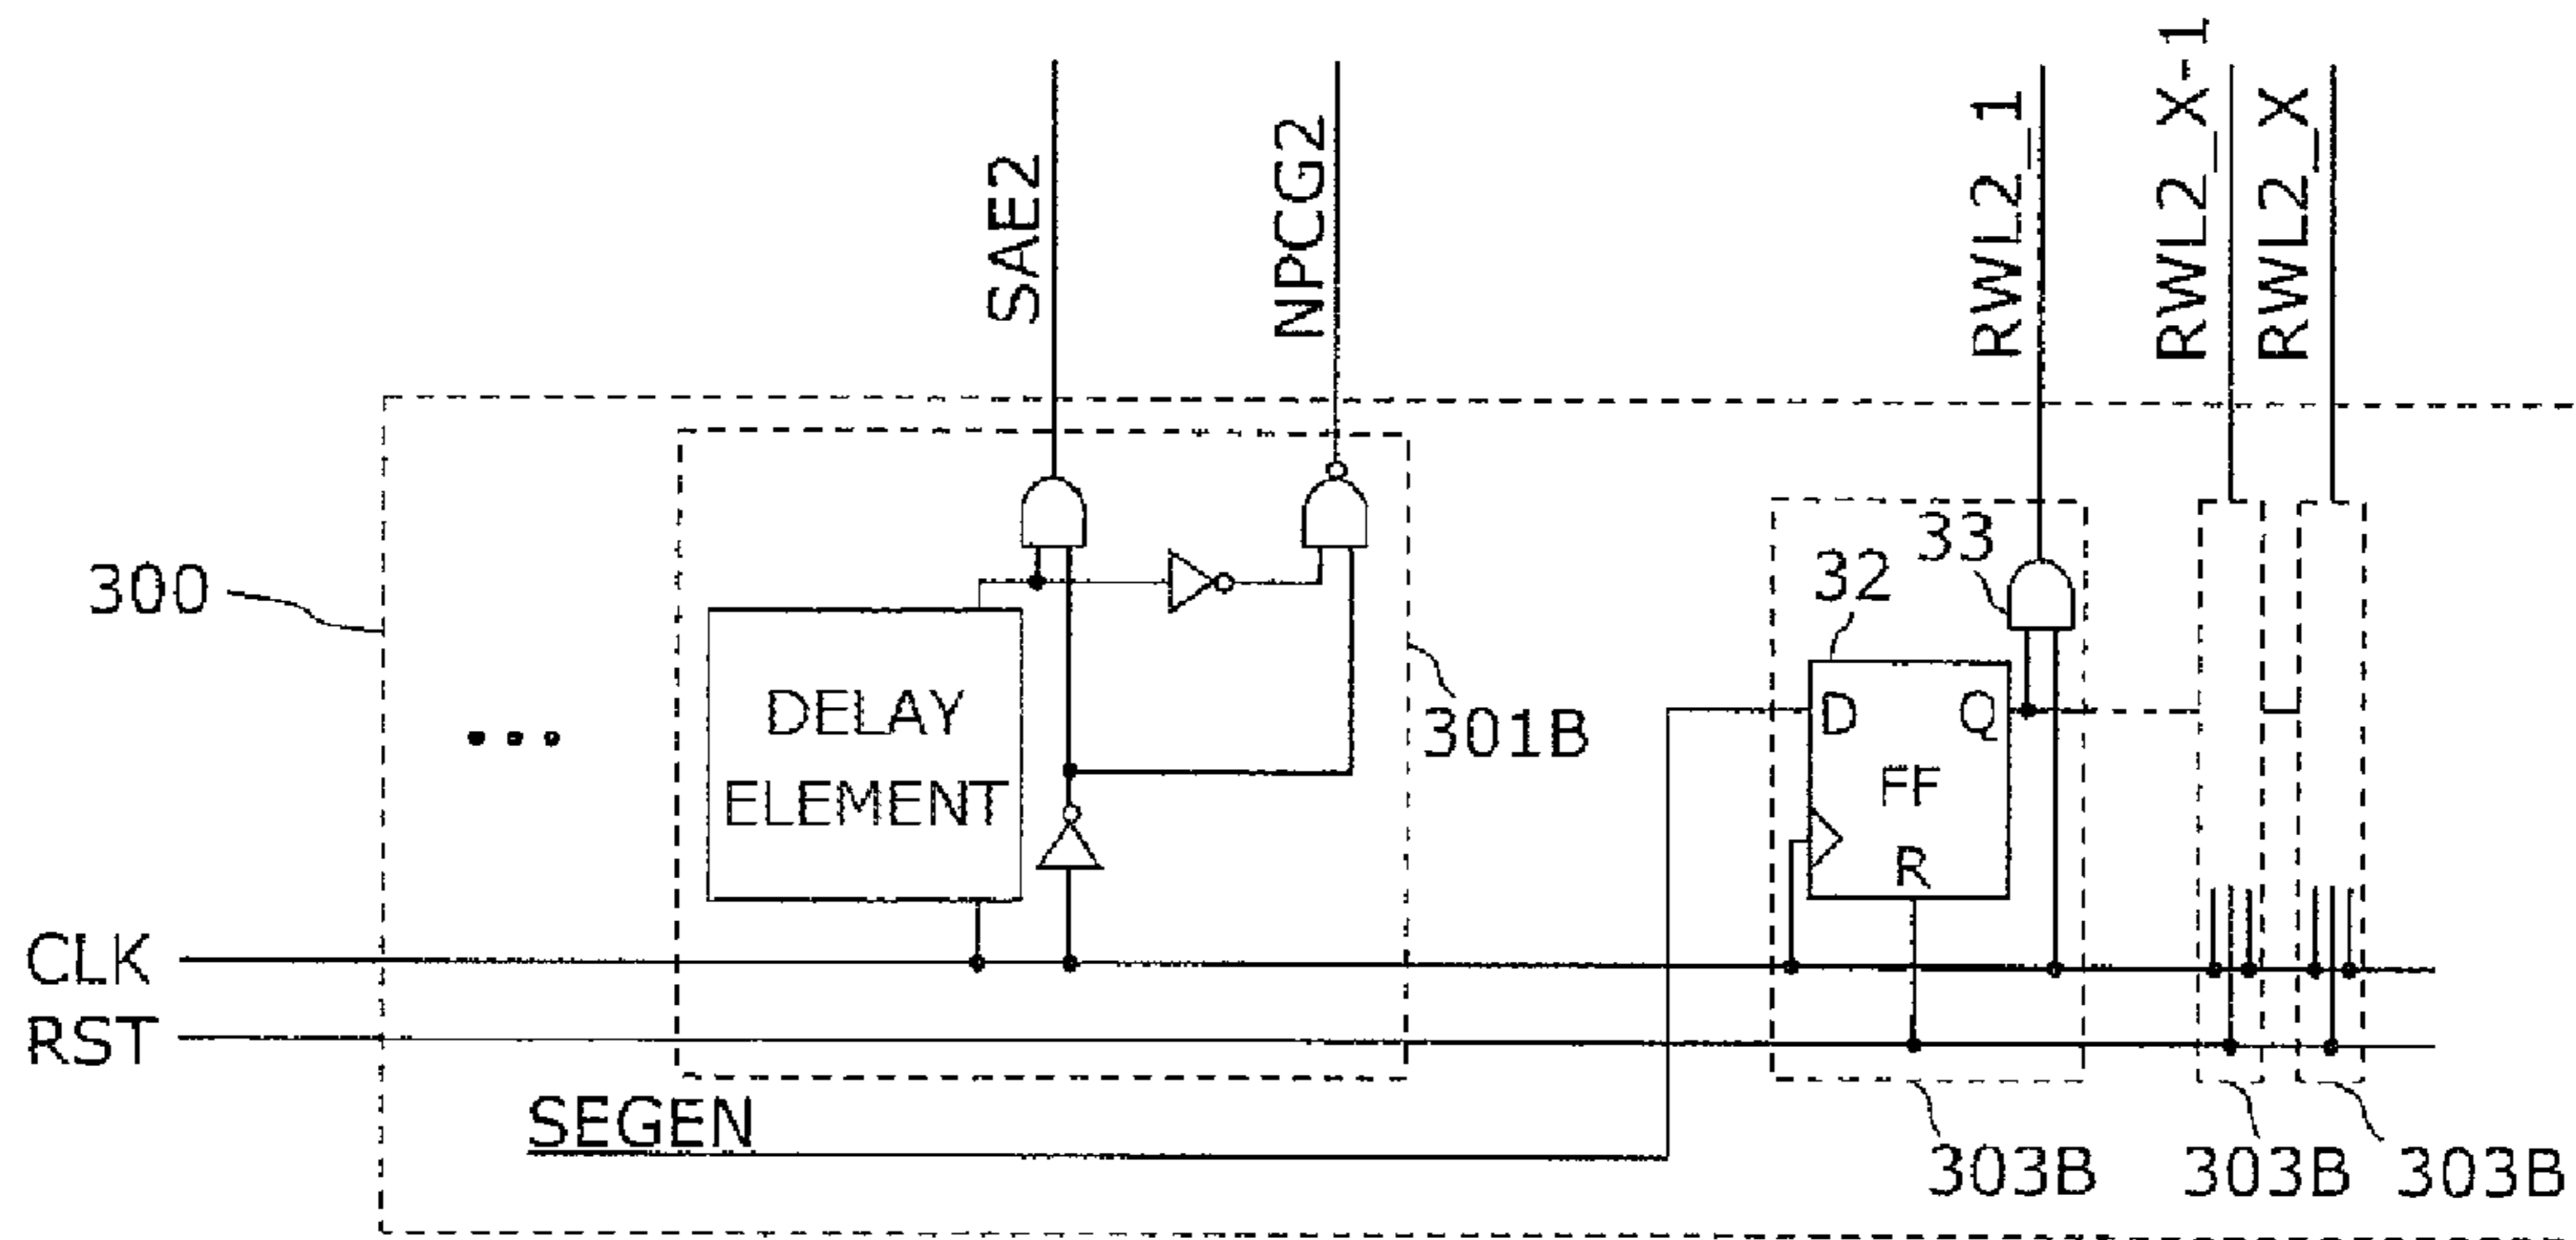 SAE2
NPCG2
RWL2_1
RWL2_X-1
RWL2_X
300
DELAY
ELEMENT
301B
32
33
D
Q
FF
R
CLK
RST
SEGEN
303B
303B
303B